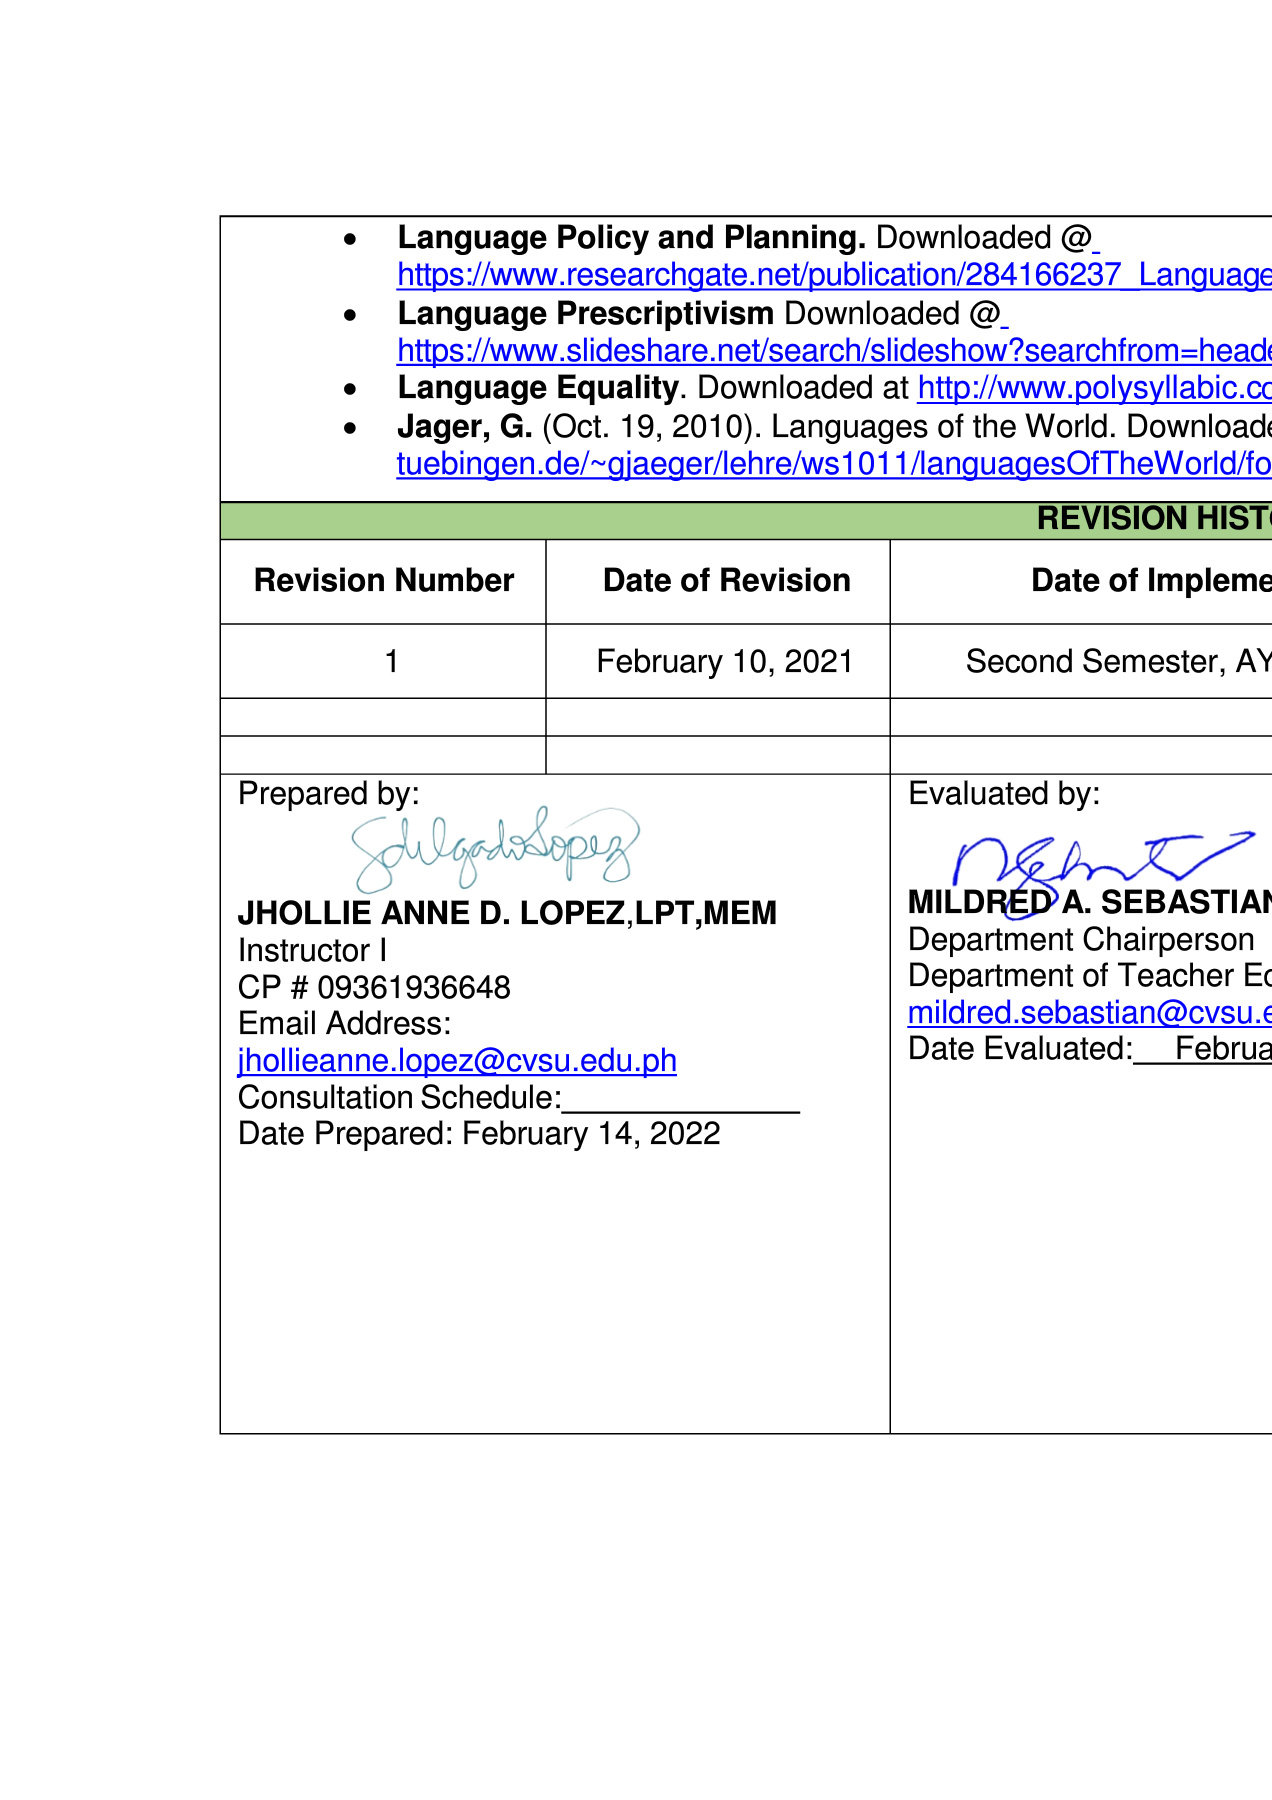 • Language Policy and Planning. Downloaded @
https://www.researchgate.net/publication/284166237_Language
• Language Prescriptivism Downloaded @
https://www.slideshare.net/search/slideshow?searchfrom=heade
• Language Equality. Downloaded at http://www.polysyllabic.co
• Jager, G. (Oct. 19, 2010). Languages of the World. Downloade
tuebingen.de/~gjaeger/lehre/ws1011/languagesOfTheWorld/fo
REVISION HISTO
Revision Number Date of Revision Date of Impleme
1 February 10, 2021 Second Semester, AY
Prepared by:
SdelgadoLopez
JHOLLIE ANNE D. LOPEZ,LPT,MEM
Instructor I
CP # 09361936648
Email Address:
jhollieanne.lopez@cvsu.edu.ph
Consultation Schedule:
Date Prepared: February 14, 2022
Evaluated by:
MILDRED A. SEBASTIAN
Department Chairperson
Department of Teacher Ed
mildred.sebastian@cvsu.e
Date Evaluated: Februa